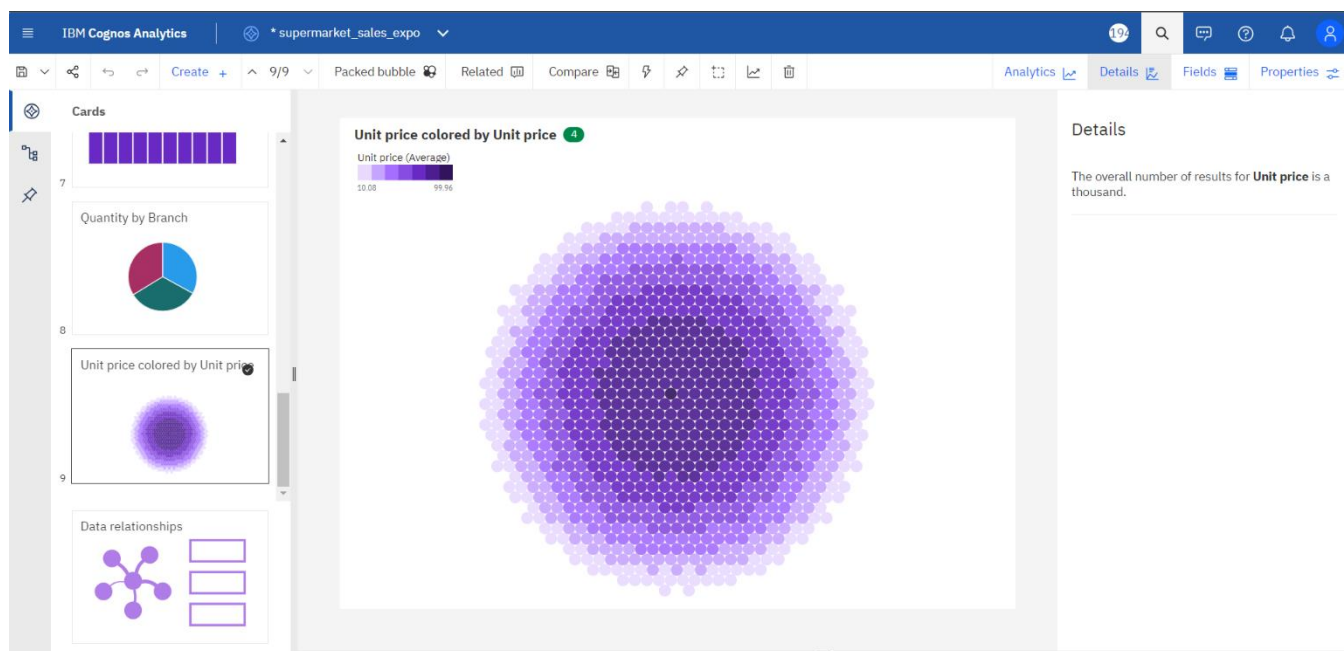 IBM Cognos Analytics
* supermarket_sales_expo
194
Create +
9/9
Packed bubble
Related
Compare
Analytics
Details
Fields
Properties
Cards
7
Quantity by Branch
8
Unit price colored by Unit price
9
Data relationships
Unit price colored by Unit price 4
Unit price (Average)
10.08 99.96
Details
The overall number of results for Unit price is a
thousand.